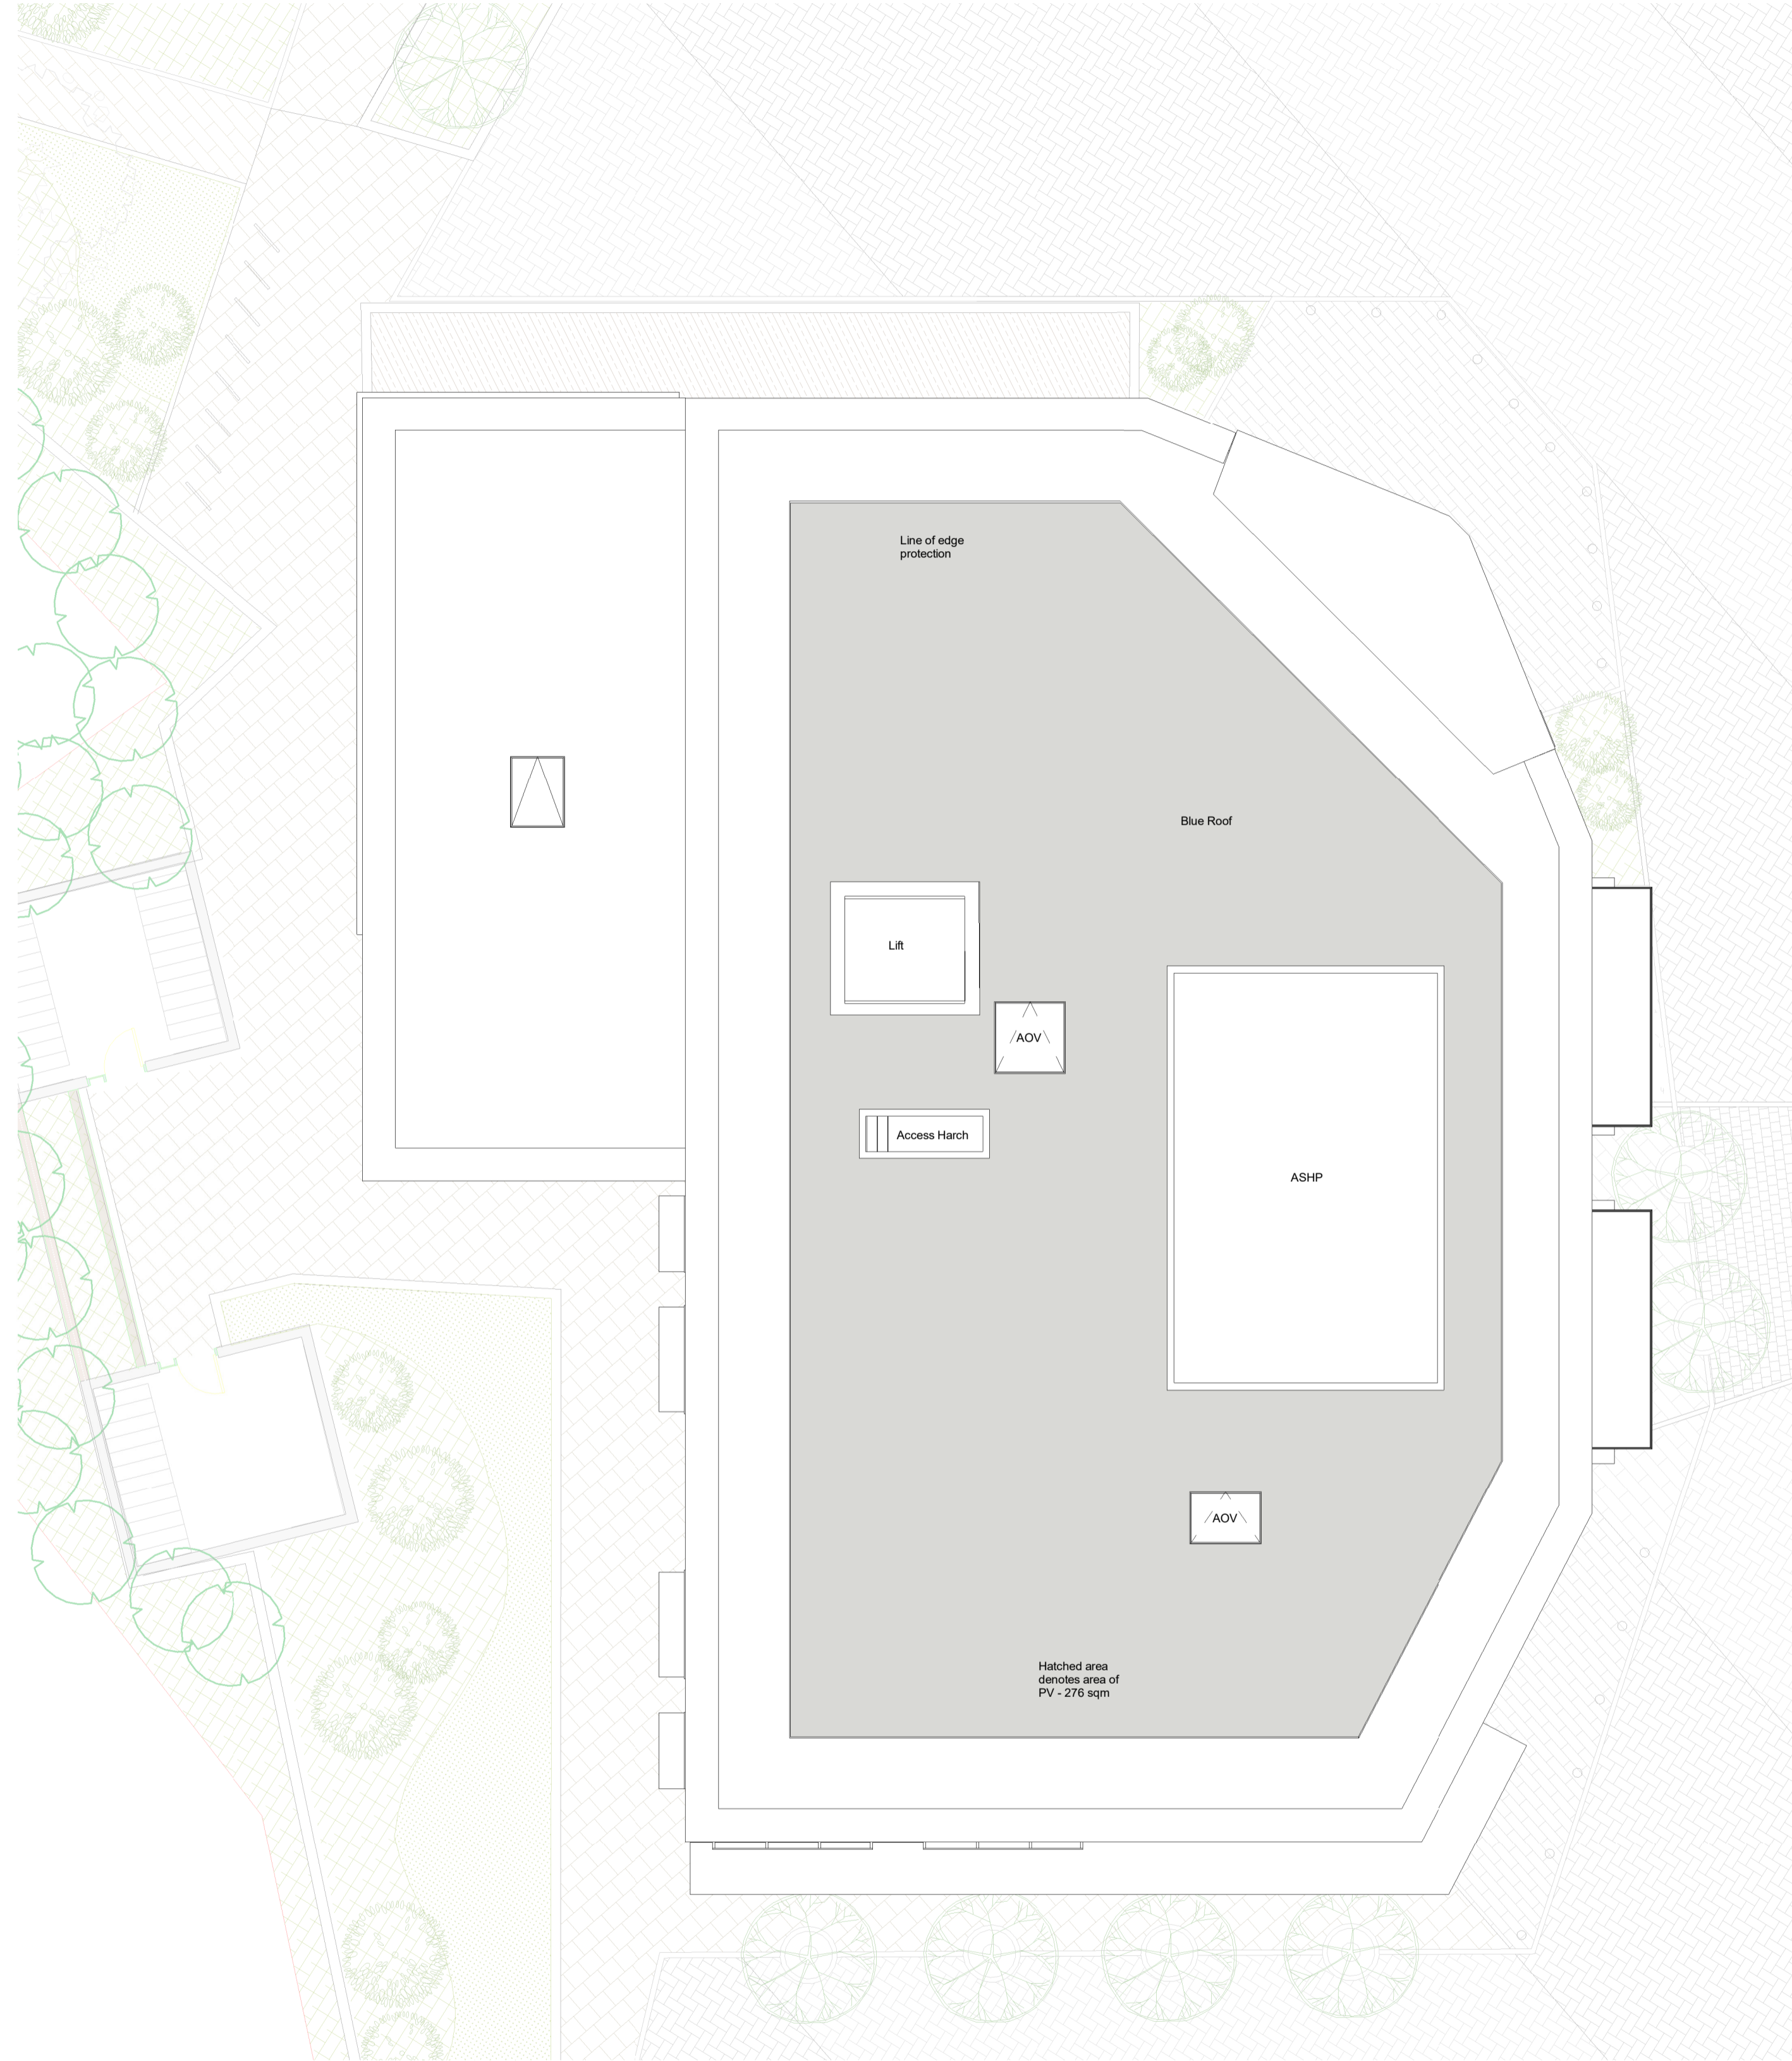 Line of edge
protection
Blue Roof
Lift
AOV
Access Harch
ASHP
AOV
Hatched area
denotes area of
PV - 276 sqm